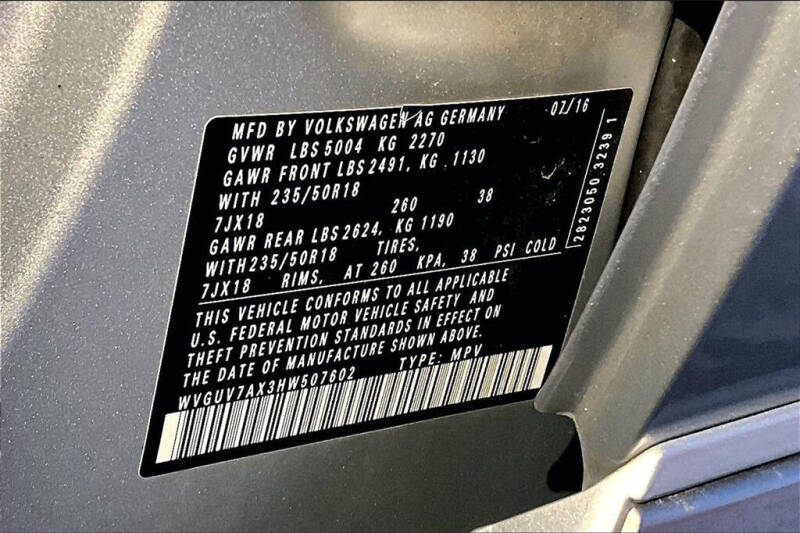 MFD BY VOLKSWAGEN AG GERMANY 07/16
GVWR LBS 5004 KG 2270
GAWR FRONT LBS 2491, KG 1130
WITH 235/50R18
7JX18 260 38
GAWR REAR LBS 2624, KG 1190
WITH 235/50R18 TIRES,
7JX18 RIMS, AT 260 KPA, 38 PSI COLD
THIS VEHICLE CONFORMS TO ALL APPLICABLE
U.S. FEDERAL MOTOR VEHICLE SAFETY AND
THEFT PREVENTION STANDARDS IN EFFECT ON
THE DATE OF MANUFACTURE SHOWN ABOVE.
WVGUV7AX3HW507602 TYPE: MPV
2823050 3239 1